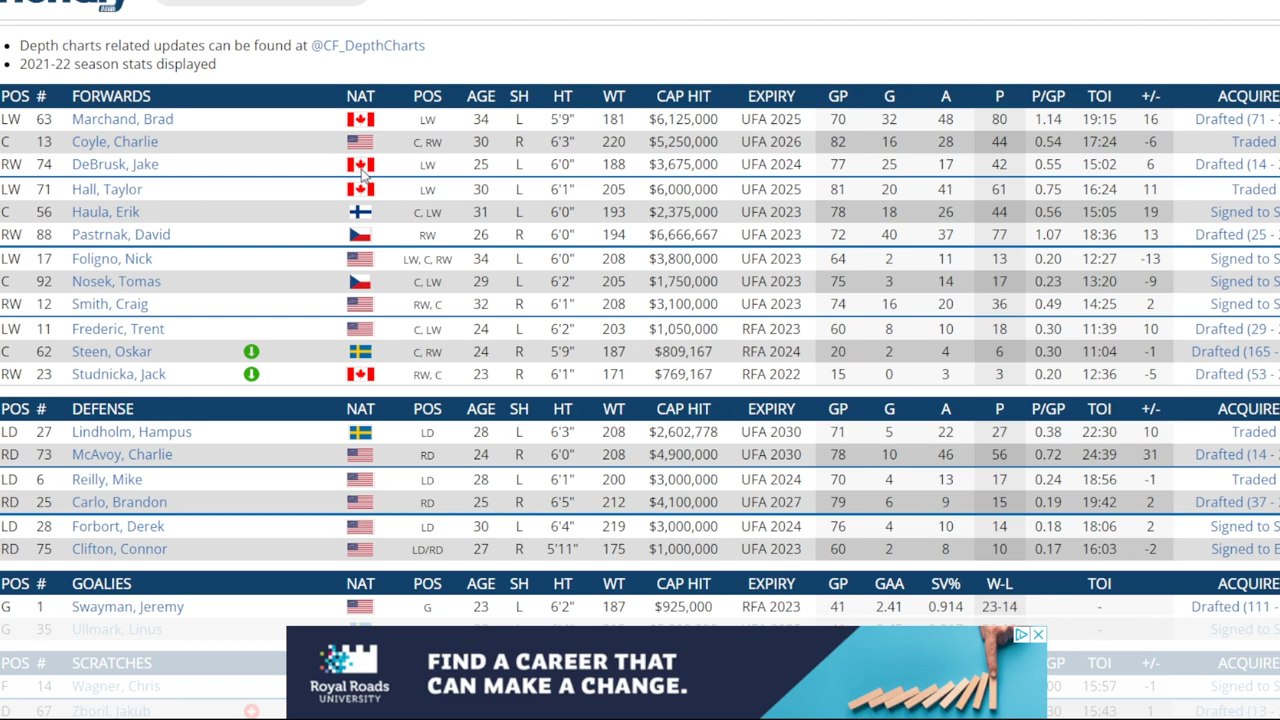 Depth charts related updates can be found at @CF_DepthCharts
2021-22 season stats displayed
POS # FORWARDS NAT POS AGE SH HT WT CAP HIT EXPIRY GP G A P P/GP TOI +/- ACQUIRE
LW 63 Marchand, Brad LW 34 L 5'9" 181 $6,125,000 UFA 2025 70 32 48 80 1.14 19:15 16 Drafted (71 -
C 13 Coyle, Charlie C, RW 30 R 6'3" 220 $5,250,000 UFA 2026 82 16 28 44 0.54 17:24 -6 Traded
RW 74 DeBrusk, Jake LW 25 L 6'0" 188 $3,675,000 UFA 2024 77 25 17 42 0.55 15:02 6 Drafted (14 -
LW 71 Hall, Taylor LW 30 L 6'1" 205 $6,000,000 UFA 2025 81 20 41 61 0.75 16:24 11 Traded
C 56 Haula, Erik C, LW 31 L 6'0" 193 $2,375,000 UFA 2023 78 18 26 44 0.56 15:05 19 Signed to S
RW 88 Pastrnak, David RW 26 R 6'0" 194 $6,666,667 UFA 2023 72 40 37 77 1.07 18:36 13 Drafted (25 -
LW 17 Foligno, Nick LW, C, RW 34 L 6'0" 208 $3,800,000 UFA 2023 64 2 11 13 0.20 12:27 -13 Signed to S
C 92 Nosek, Tomas C, LW 29 L 6'2" 205 $1,750,000 UFA 2023 75 3 14 17 0.23 13:20 -9 Signed to S
RW 12 Smith, Craig RW, C 32 R 6'1" 208 $3,100,000 UFA 2023 74 16 20 36 0.49 14:25 2 Signed to S
LW 11 Frederic, Trent C, LW 24 L 6'2" 203 $1,050,000 RFA 2023 60 8 10 18 0.30 11:39 10 Drafted (29 -
C 62 Steen, Oskar C, RW 24 R 5'9" 187 $809,167 RFA 2024 20 2 4 6 0.30 11:04 -1 Drafted (165 -
RW 23 Studnicka, Jack RW, C 23 R 6'1" 171 $769,167 RFA 2022 15 0 3 3 0.20 12:36 -5 Drafted (53 -
POS # DEFENSE NAT POS AGE SH HT WT CAP HIT EXPIRY GP G A P P/GP TOI +/- ACQUIRE
LD 27 Lindholm, Hampus LD 28 L 6'3" 208 $2,602,778 UFA 2030 71 5 22 27 0.38 22:30 10 Traded
RD 73 McAvoy, Charlie RD 24 R 6'0" 208 $4,900,000 UFA 2030 78 10 46 56 0.72 24:39 31 Drafted (14 -
LD 6 Reilly, Mike LD 28 L 6'1" 200 $3,000,000 UFA 2024 70 4 13 17 0.24 18:56 -1 Traded
RD 25 Carlo, Brandon RD 25 R 6'5" 212 $4,100,000 UFA 2027 79 6 9 15 0.19 19:42 2 Drafted (37 -
LD 28 Forbort, Derek LD 30 L 6'4" 219 $3,000,000 UFA 2024 76 4 10 14 0.18 18:06 2 Signed to S
RD 75 Clifton, Connor LD/RD 27 R 5'11" 175 $1,000,000 UFA 2023 60 2 8 10 0.17 16:03 -2 Signed to E
POS # GOALIES NAT POS AGE SH HT WT CAP HIT EXPIRY GP GAA SV% W-L TOI ACQUIRE
G 1 Swayman, Jeremy G 23 L 6'2" 187 $925,000 RFA 2023 41 2.41 0.914 23-14 - Drafted (111 -
G 35 Ullmark, Linus - Signed to S
POS # SCRATCHES GP TOI +/- ACQUIRE
F 14 Wagner, Chris 15:57 -1 Signed to S
D 67 Zboril, Jakub 15:43 1 Drafted (13 -
Royal Roads
UNIVERSITY
FIND A CAREER THAT
CAN MAKE A CHANGE.